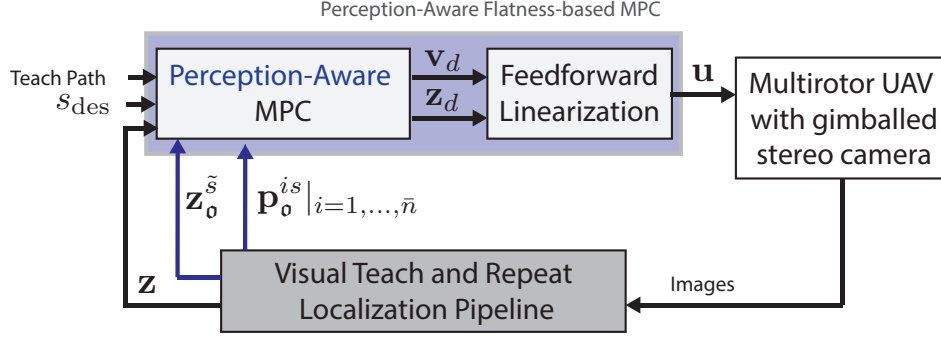 Perception-Aware Flatness-based MPC
Teach Path
s_des
Perception-Aware
MPC
v_d
z_d
Feedforward
Linearization
u
Multirotor UAV
with gimballed
stereo camera
z_𝔬^s̃
p_𝔬^{is}|_{i=1,...,n̄}
z
Visual Teach and Repeat
Localization Pipeline
Images